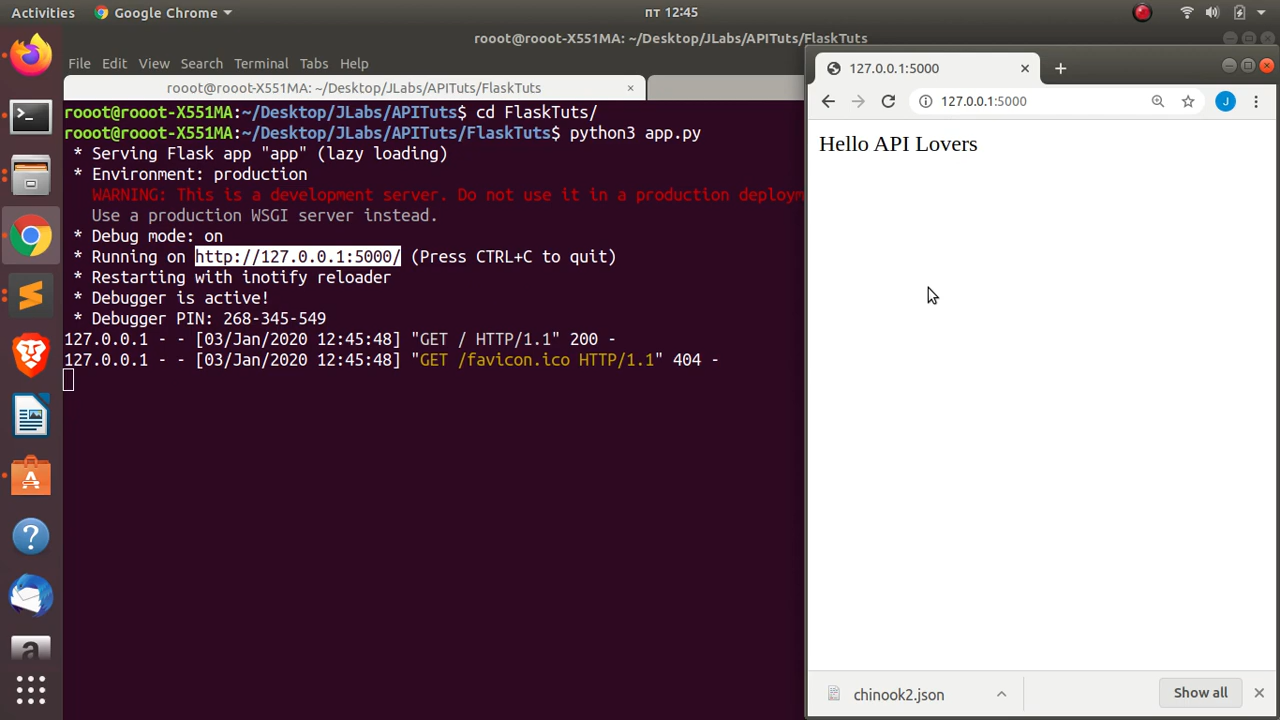 Activities Google Chrome пт 12:45
rooot@rooot-X551MA: ~/Desktop/JLabs/APITuts/FlaskTuts
File Edit View Search Terminal Tabs Help
rooot@rooot-X551MA: ~/Desktop/JLabs/APITuts/FlaskTuts ×
rooot@rooot-X551MA:~/Desktop/JLabs/APITuts$ cd FlaskTuts/
rooot@rooot-X551MA:~/Desktop/JLabs/APITuts/FlaskTuts$ python3 app.py
* Serving Flask app "app" (lazy loading)
* Environment: production
WARNING: This is a development server. Do not use it in a production deploym
Use a production WSGI server instead.
* Debug mode: on
* Running on http://127.0.0.1:5000/ (Press CTRL+C to quit)
* Restarting with inotify reloader
* Debugger is active!
* Debugger PIN: 268-345-549
127.0.0.1 - - [03/Jan/2020 12:45:48] "GET / HTTP/1.1" 200 -
127.0.0.1 - - [03/Jan/2020 12:45:48] "GET /favicon.ico HTTP/1.1" 404 -
127.0.0.1:5000
127.0.0.1:5000 J
Hello API Lovers
chinook2.json Show all